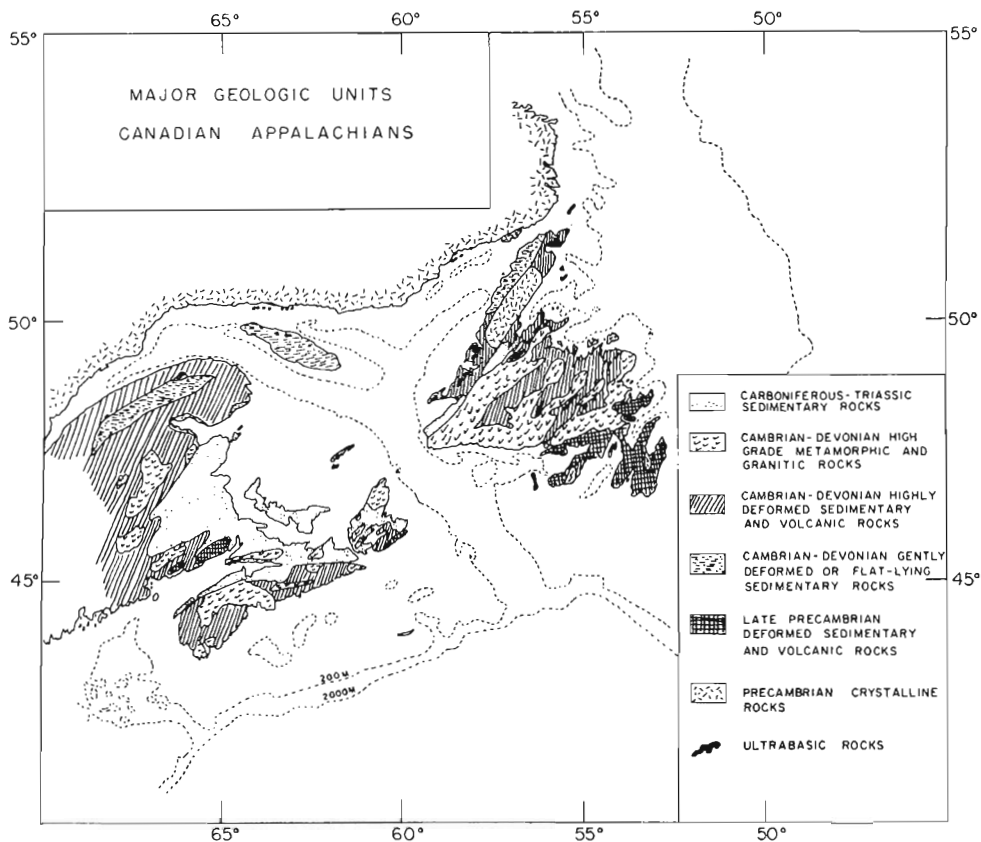 65°
60°
55°
50°
55°
55°
MAJOR GEOLOGIC UNITS
CANADIAN APPALACHIANS
50°
50°
CARBONIFEROUS-TRIASSIC
SEDIMENTARY ROCKS
CAMBRIAN-DEVONIAN HIGH
GRADE METAMORPHIC AND
GRANITIC ROCKS
CAMBRIAN-DEVONIAN HIGHLY
DEFORMED SEDIMENTARY
AND VOLCANIC ROCKS
CAMBRIAN-DEVONIAN GENTLY
DEFORMED OR FLAT-LYING
SEDIMENTARY ROCKS
45°
45°
LATE PRECAMBRIAN
DEFORMED SEDIMENTARY
AND VOLCANIC ROCKS
PRECAMBRIAN CRYSTALLINE
ROCKS
ULTRABASIC ROCKS
200M
2000M
65°
60°
55°
50°